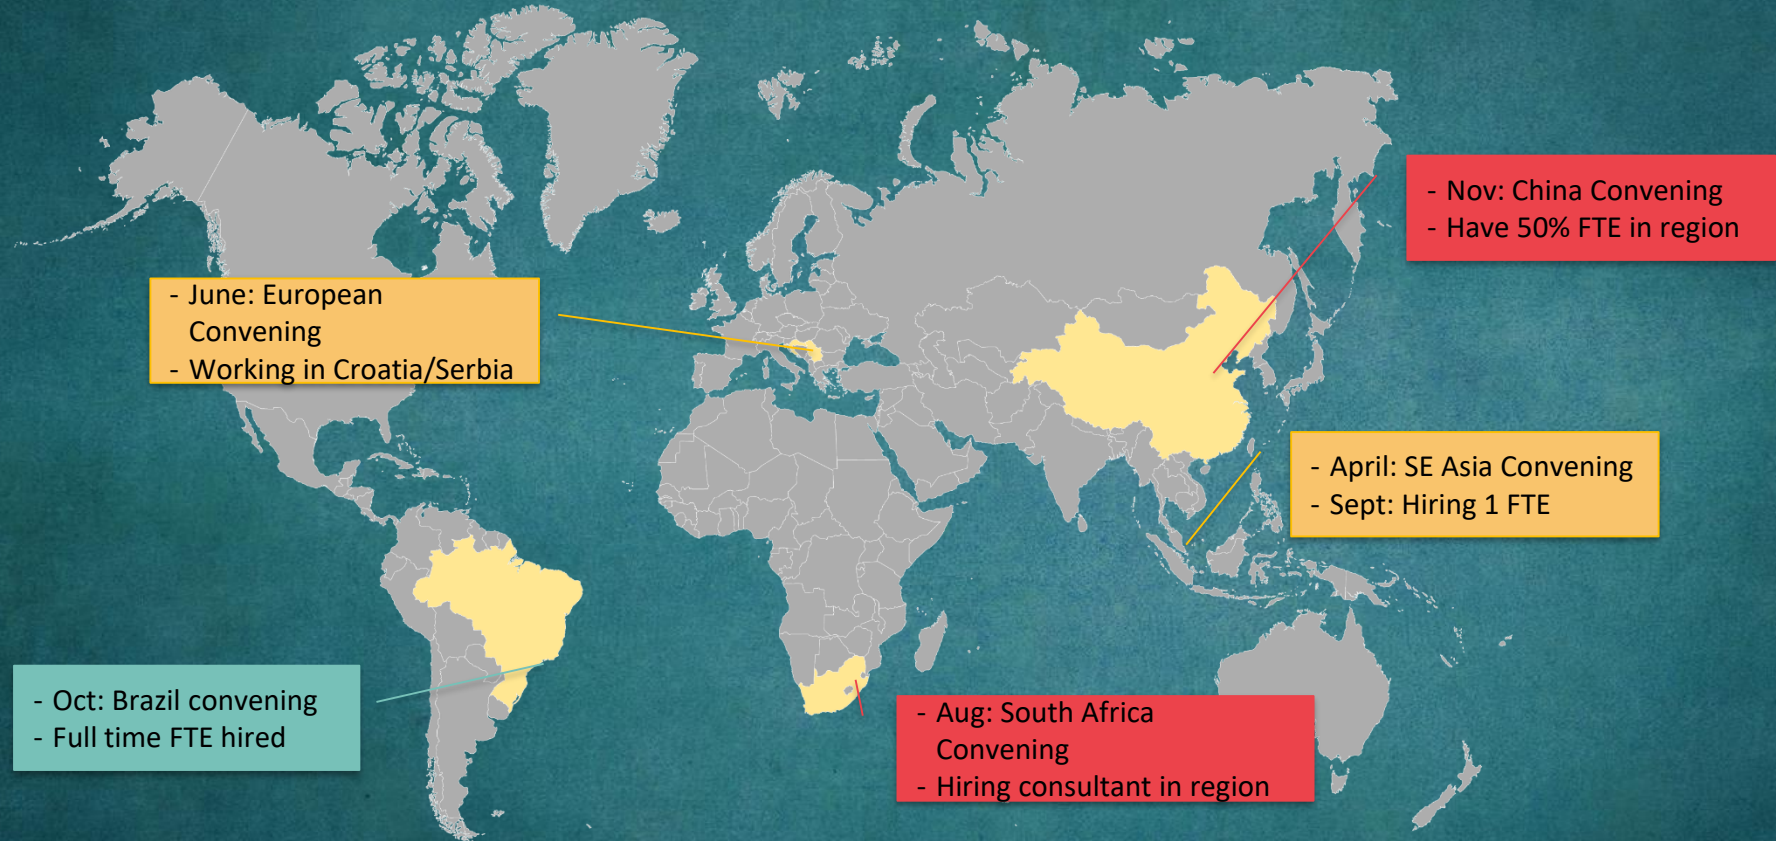 - Nov: China Convening
- Have 50% FTE in region
- June: European
Convening
- Working in Croatia/Serbia
- April: SE Asia Convening
- Sept: Hiring 1 FTE
- Oct: Brazil convening
- Full time FTE hired
- Aug: South Africa
Convening
- Hiring consultant in region